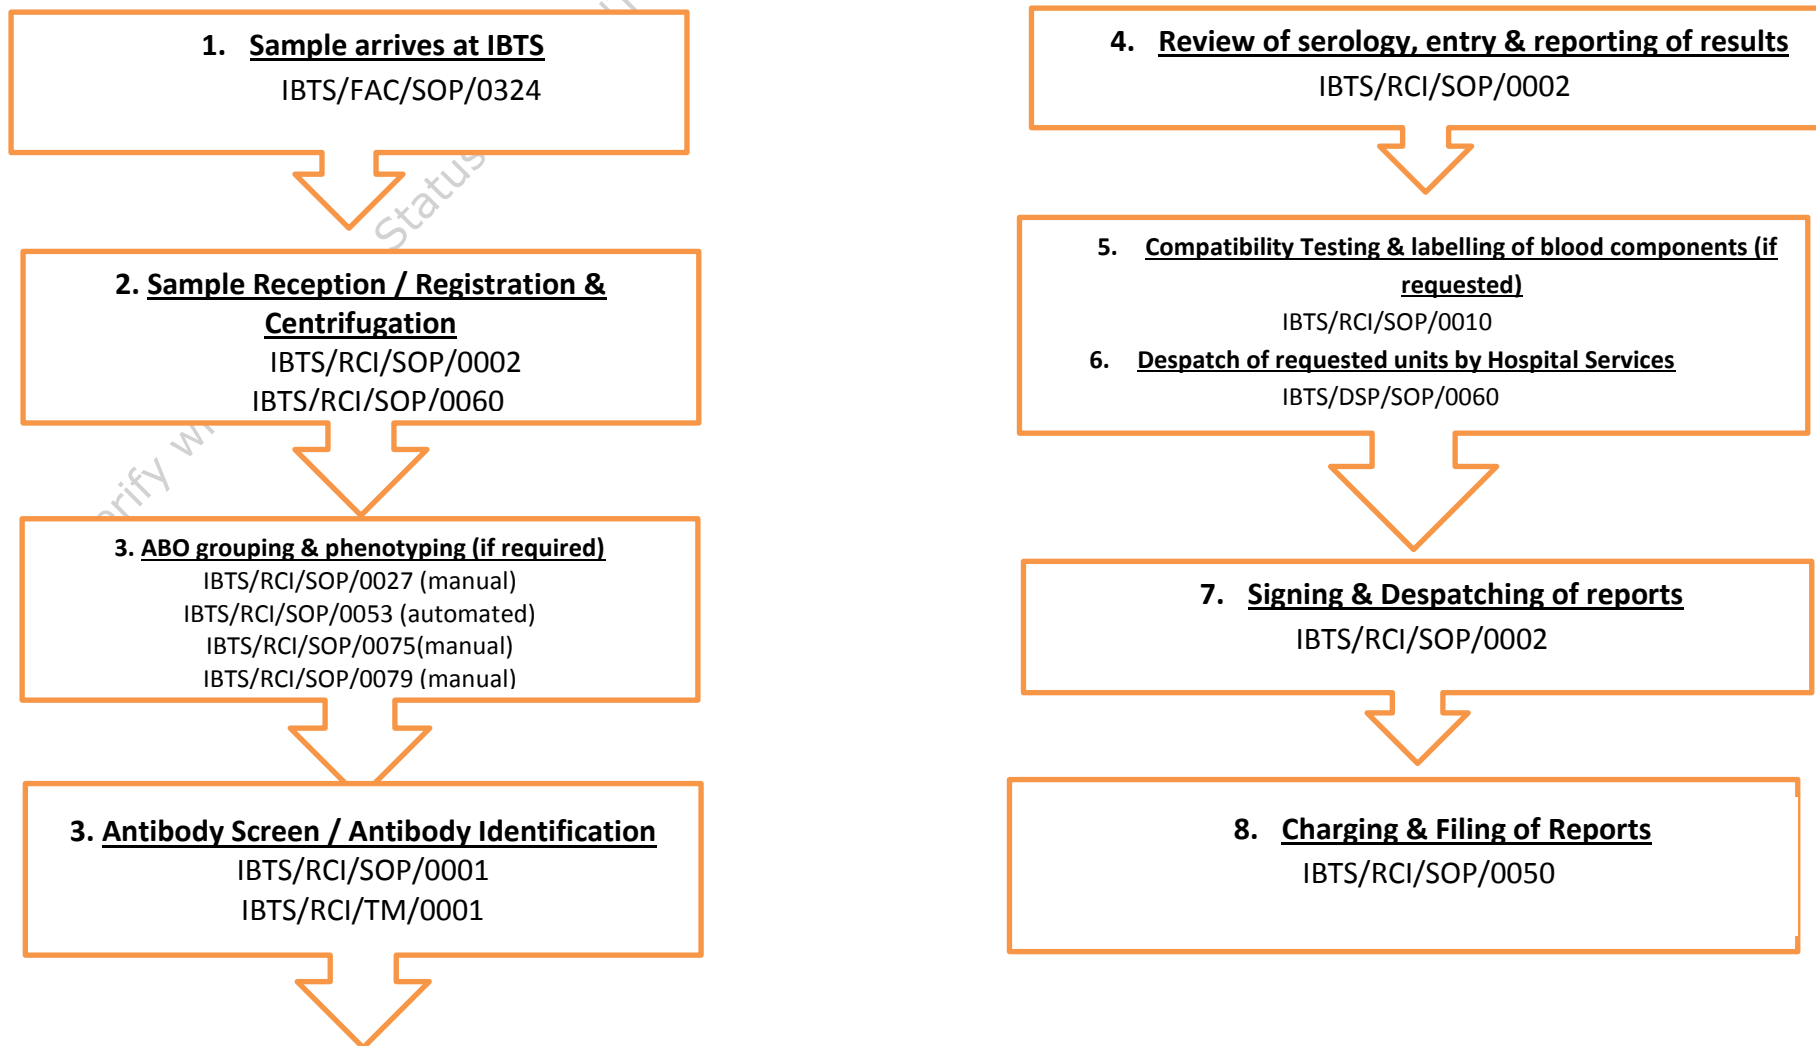 1. Sample arrives at IBTS
IBTS/FAC/SOP/0324
2. Sample Reception / Registration &
Centrifugation
IBTS/RCI/SOP/0002
IBTS/RCI/SOP/0060
3. ABO grouping & phenotyping (if required)
IBTS/RCI/SOP/0027 (manual)
IBTS/RCI/SOP/0053 (automated)
IBTS/RCI/SOP/0075(manual)
IBTS/RCI/SOP/0079 (manual)
3. Antibody Screen / Antibody Identification
IBTS/RCI/SOP/0001
IBTS/RCI/TM/0001
4. Review of serology, entry & reporting of results
IBTS/RCI/SOP/0002
5. Compatibility Testing & labelling of blood components (if
requested)
IBTS/RCI/SOP/0010
6. Despatch of requested units by Hospital Services
IBTS/DSP/SOP/0060
7. Signing & Despatching of reports
IBTS/RCI/SOP/0002
8. Charging & Filing of Reports
IBTS/RCI/SOP/0050
Status